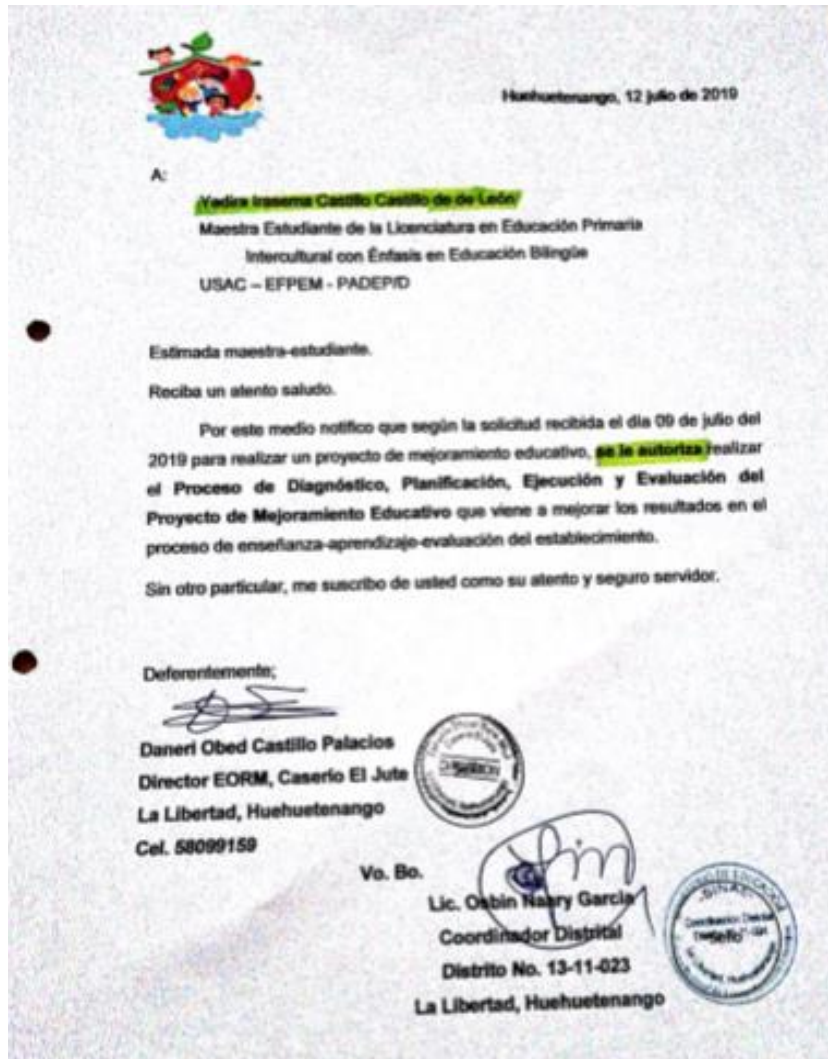 Huehuetenango, 12 julio de 2019
A:
Yadira Irasema Castillo Castillo de de León
Maestra Estudiante de la Licenciatura en Educación Primaria
Intercultural con Énfasis en Educación Bilingüe
USAC – EFPEM - PADEP/D
Estimada maestra-estudiante.
Reciba un atento saludo.
Por este medio notifico que según la solicitud recibida el día 09 de julio del
2019 para realizar un proyecto de mejoramiento educativo, se le autoriza realizar
el Proceso de Diagnóstico, Planificación, Ejecución y Evaluación del
Proyecto de Mejoramiento Educativo que viene a mejorar los resultados en el
proceso de enseñanza-aprendizaje-evaluación del establecimiento.
Sin otro particular, me suscribo de usted como su atento y seguro servidor.
Deferentemente;
Daneri Obed Castillo Palacios
Director EORM, Caserío El Jute
La Libertad, Huehuetenango
Cel. 58099159
Vo. Bo.
Lic. Osbin Garcia
Coordinador Distrital
Distrito No. 13-11-023
La Libertad, Huehuetenango